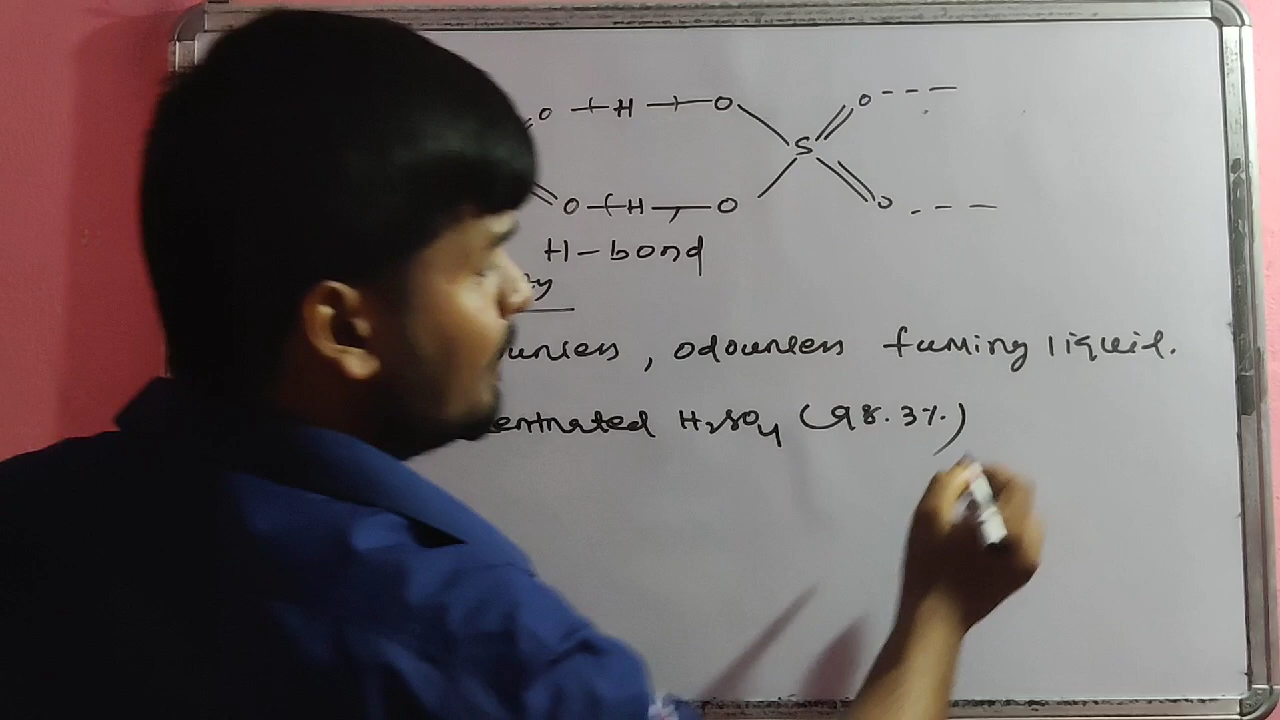 O H O S O
O H O O
H-bond
, odourless fuming liquid.
H₂SO₄ (98.3%)